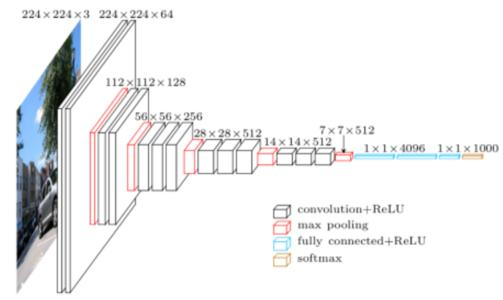 224×224×3
224×224×64
112×112×128
56×56×256
28×28×512
14×14×512
7×7×512
1×1×4096
1×1×1000
convolution+ReLU
max pooling
fully connected+ReLU
softmax